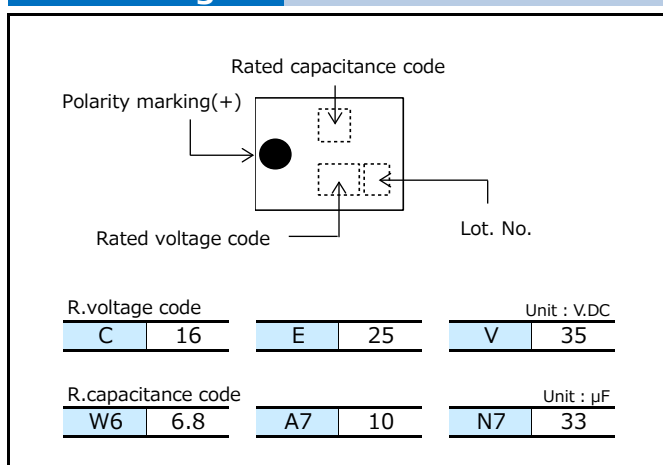 Rated capacitance code
Polarity marking(+)
Rated voltage code
Lot. No.
R.voltage code Unit : V.DC
C 16 E 25 V 35
R.capacitance code Unit : μF
W6 6.8 A7 10 N7 33